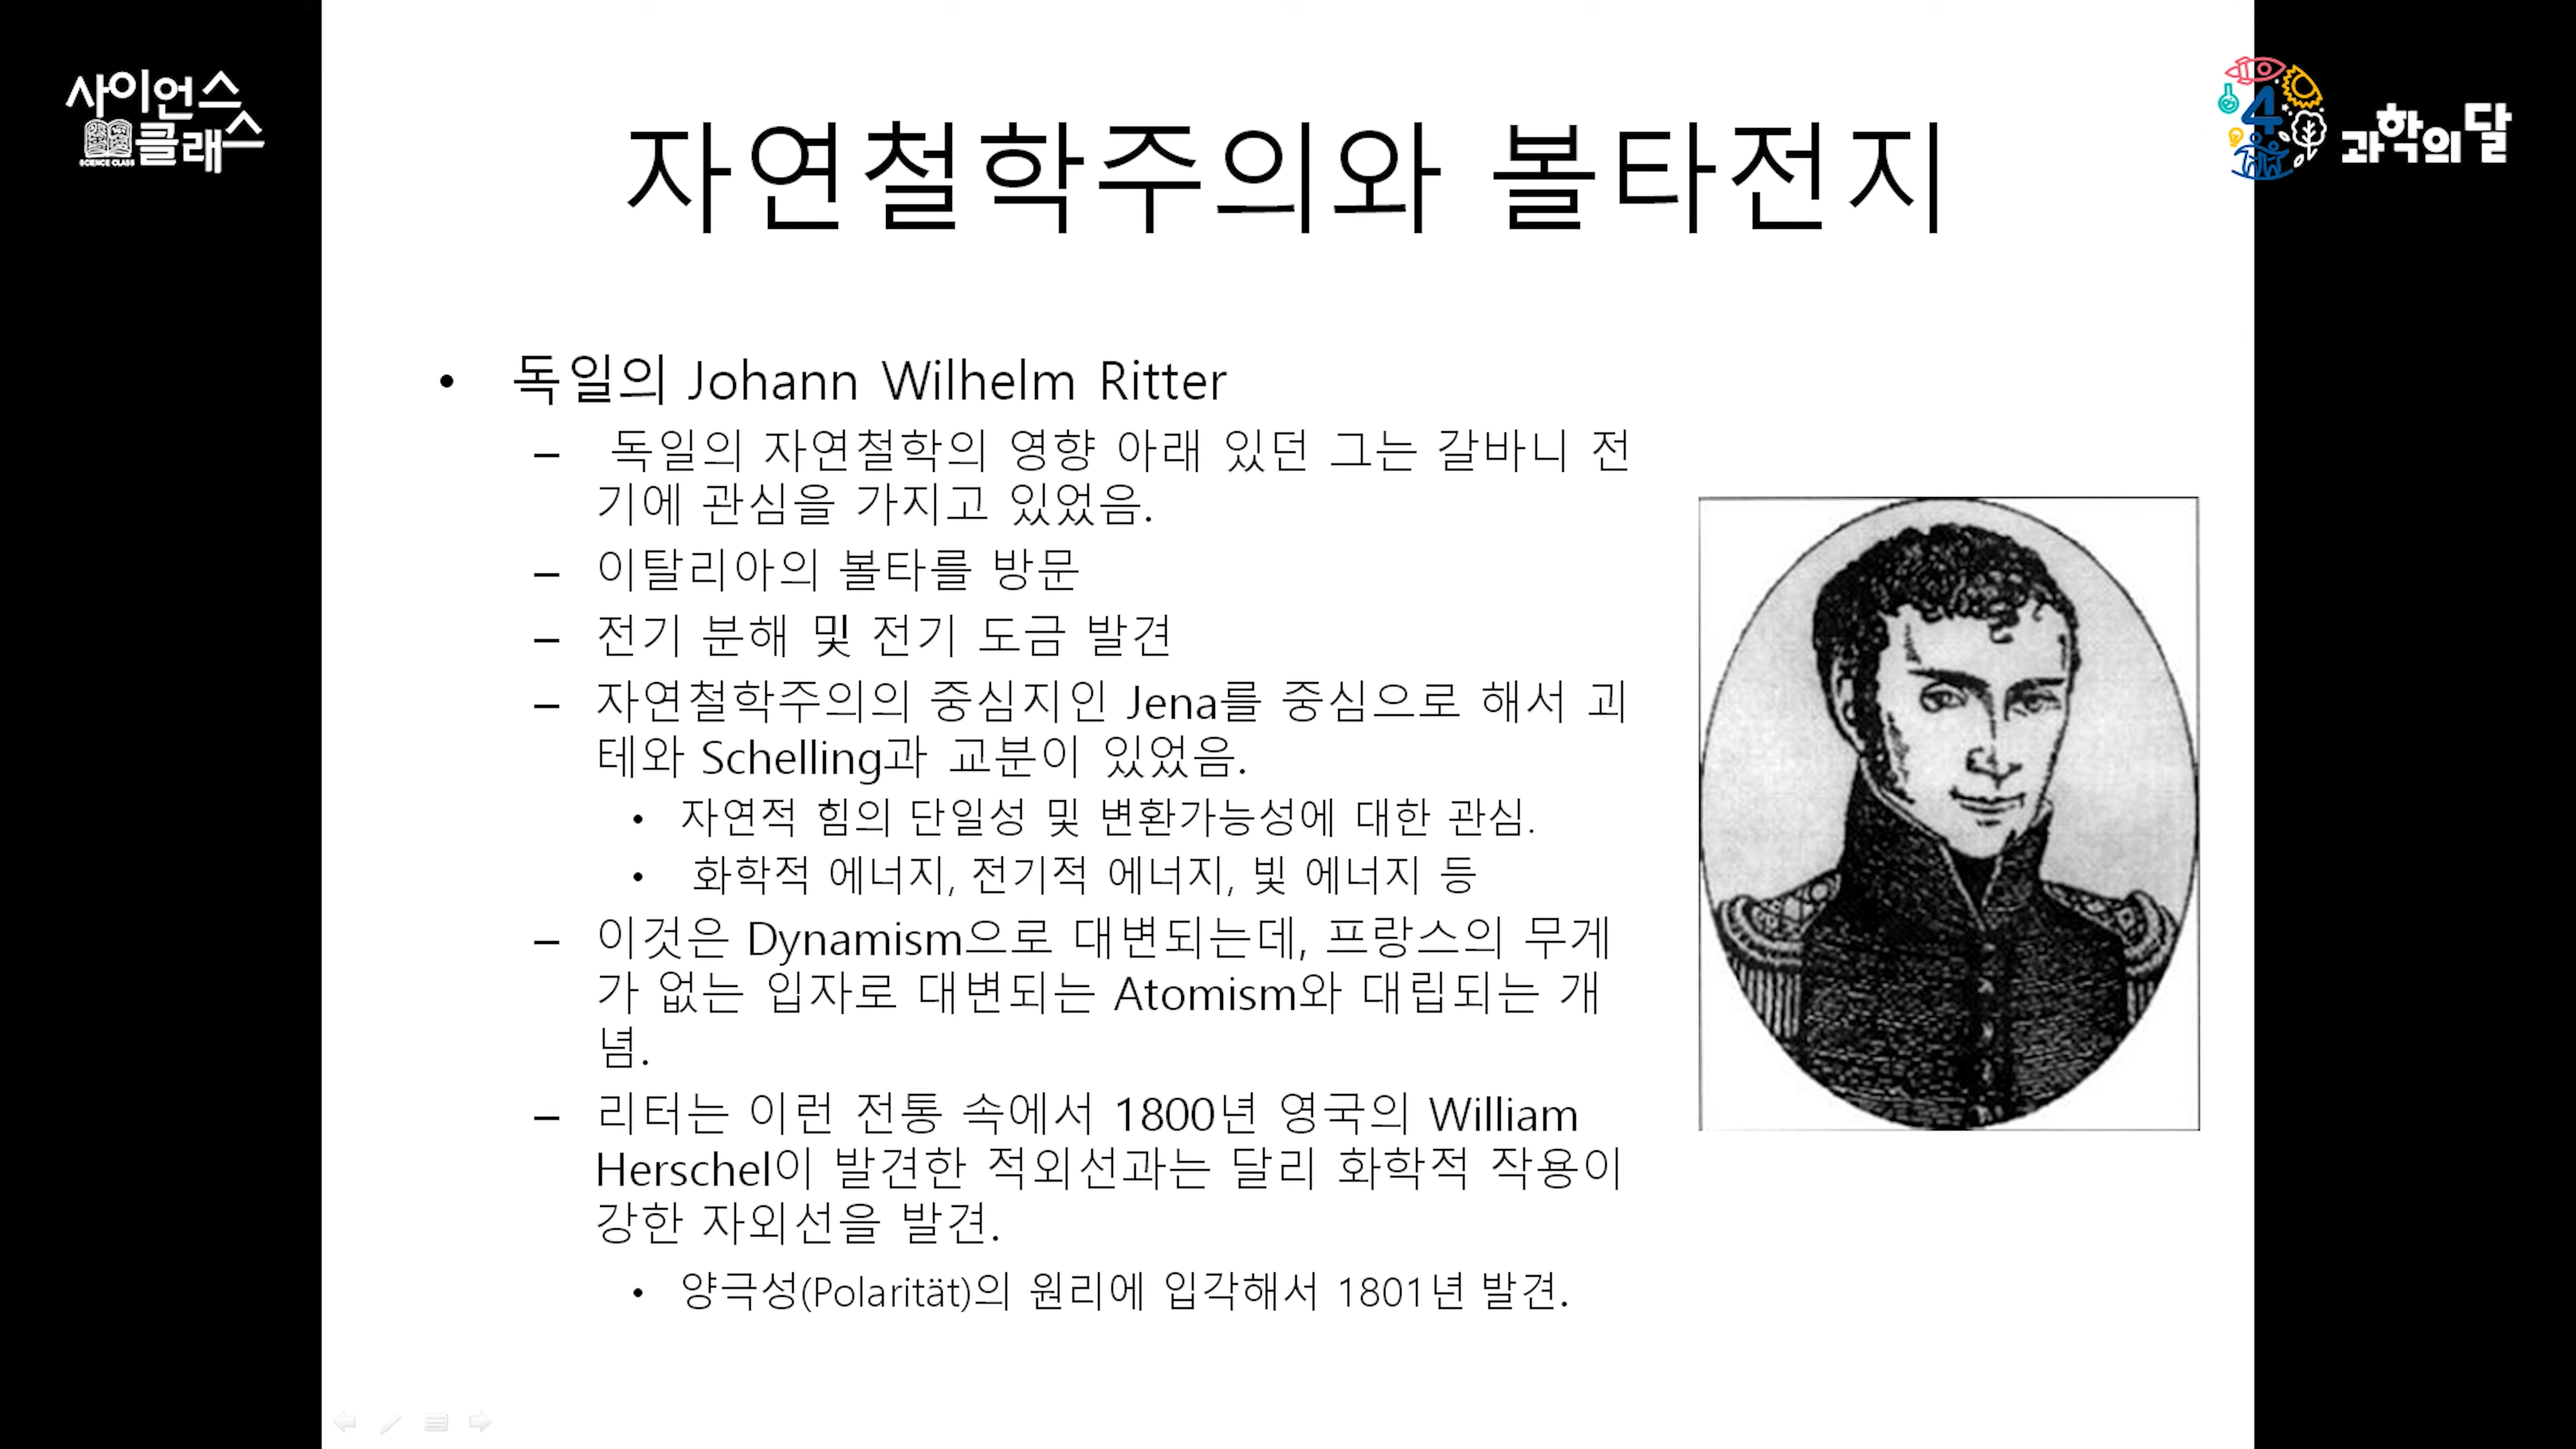 사이언스
클래스
SCIENCE CLASS
4
과학의 달
자연철학주의와 볼타전지
• 독일의 Johann Wilhelm Ritter
– 독일의 자연철학의 영향 아래 있던 그는 갈바니 전
기에 관심을 가지고 있었음.
– 이탈리아의 볼타를 방문
– 전기 분해 및 전기 도금 발견
– 자연철학주의의 중심지인 Jena를 중심으로 해서 괴
테와 Schelling과 교분이 있었음.
• 자연적 힘의 단일성 및 변환가능성에 대한 관심.
• 화학적 에너지, 전기적 에너지, 빛 에너지 등
– 이것은 Dynamism으로 대변되는데, 프랑스의 무게
가 없는 입자로 대변되는 Atomism와 대립되는 개
념.
– 리터는 이런 전통 속에서 1800년 영국의 William
Herschel이 발견한 적외선과는 달리 화학적 작용이
강한 자외선을 발견.
• 양극성(Polarität)의 원리에 입각해서 1801년 발견.